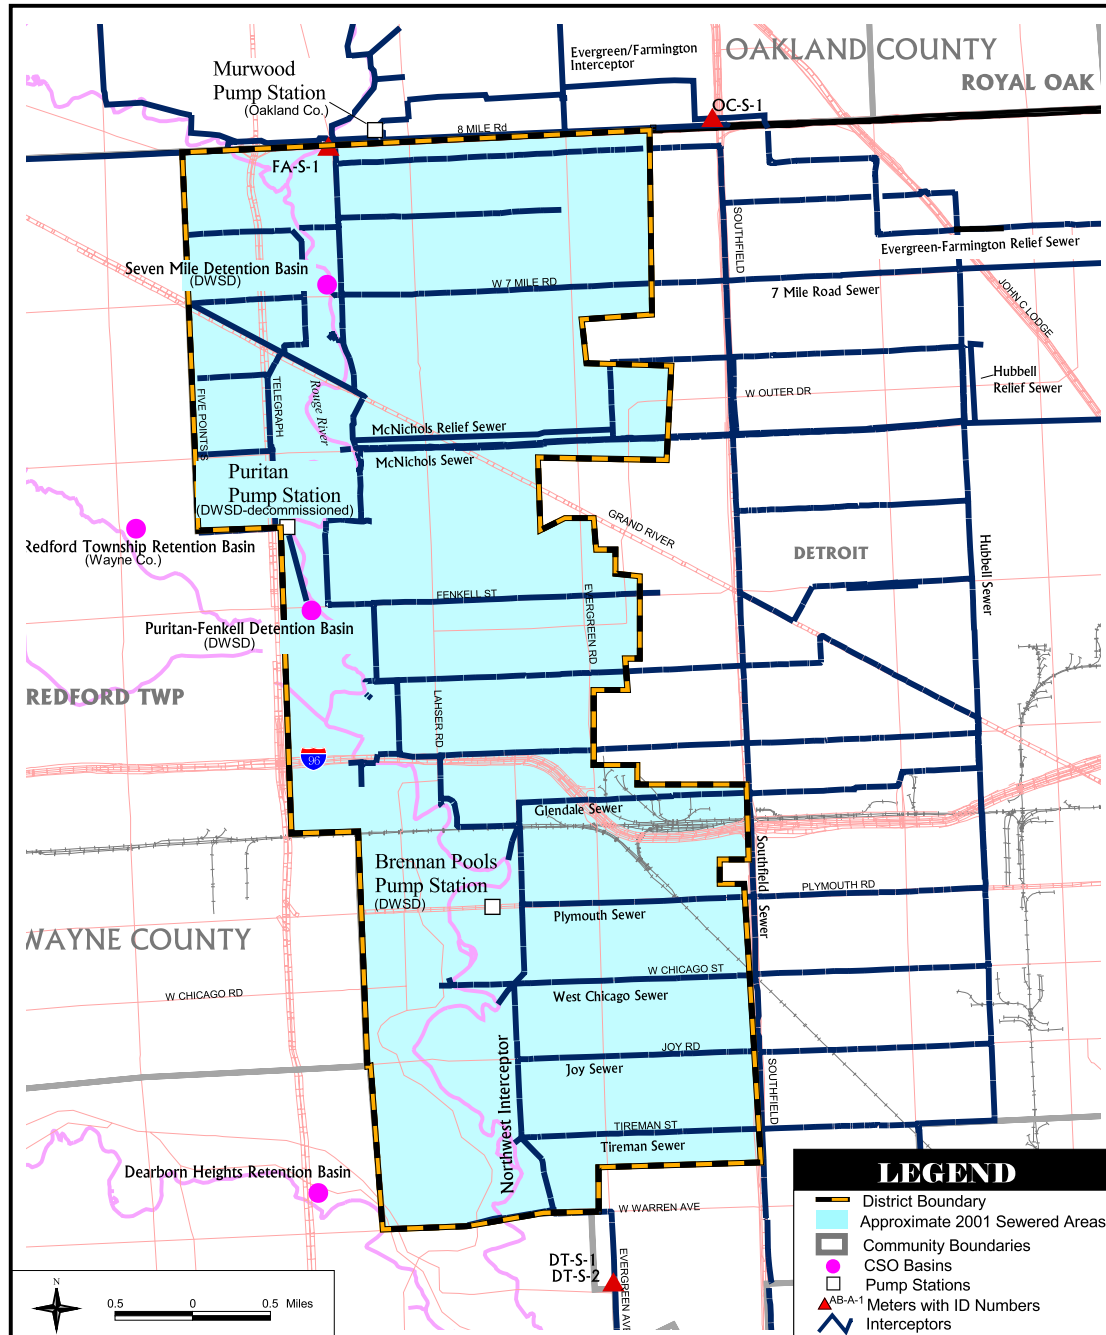 OAKLAND COUNTY
ROYAL OAK
Evergreen/Farmington
Interceptor
Murwood
Pump Station
(Oakland Co.)
OC-S-1
8 MILE Rd
FA-S-1
SOUTHFIELD
Evergreen-Farmington Relief Sewer
Seven Mile Detention Basin
(DWSD)
W 7 MILE RD
7 Mile Road Sewer
JOHN C LODGE
Hubbell
Relief Sewer
W OUTER DR
FIVE POINTS S
TELEGRAPH
Rouge River
McNichols Relief Sewer
McNichols Sewer
Puritan
Pump Station
(DWSD-decommissioned)
GRAND RIVER
DETROIT
Redford Township Retention Basin
(Wayne Co.)
Hubbell Sewer
FENKELL ST
EVERGREEN RD
Puritan-Fenkell Detention Basin
(DWSD)
REDFORD TWP
LAHSER RD
96
Glendale Sewer
Brennan Pools
Pump Station
(DWSD)
Southfield Sewer
PLYMOUTH RD
Plymouth Sewer
WAYNE COUNTY
W CHICAGO ST
W CHICAGO RD
West Chicago Sewer
Northwest Interceptor
JOY RD
Joy Sewer
SOUTHFIELD
TIREMAN ST
Tireman Sewer
Dearborn Heights Retention Basin
W WARREN AVE
DT-S-1
DT-S-2
EVERGREEN AVE
LEGEND
District Boundary
Approximate 2001 Sewered Areas
Community Boundaries
CSO Basins
Pump Stations
AB-A-1 Meters with ID Numbers
Interceptors
N
0.5 0 0.5 Miles